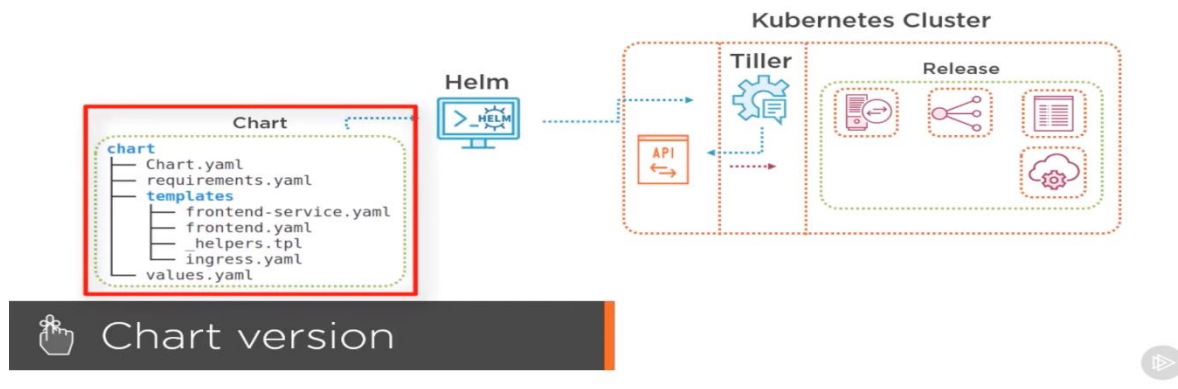 Kubernetes Cluster
Tiller
Release
Helm
>_HELM
API
Chart
chart
Chart.yaml
requirements.yaml
templates
frontend-service.yaml
frontend.yaml
_helpers.tpl
ingress.yaml
values.yaml
Chart version